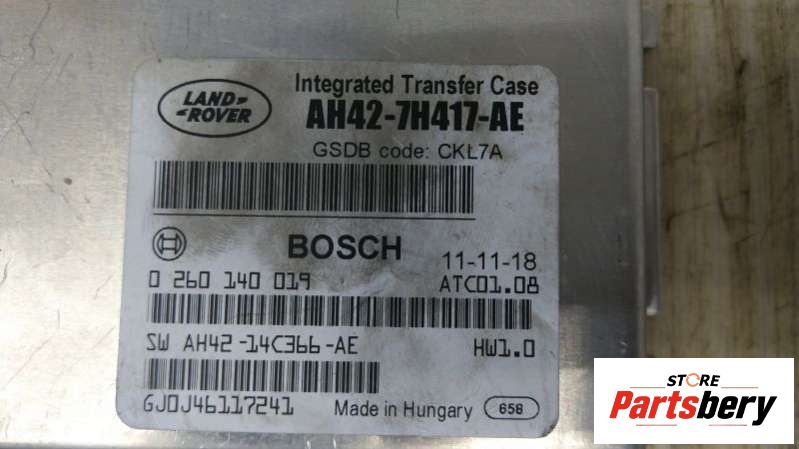 LAND-
-ROVER
Integrated Transfer Case
AH42-7H417-AE
GSDB code: CKL7A
BOSCH
11-11-18
0 260 140 019
ATC01.08
SW AH42-14C366-AE
HW1.0
GJ0J46117241
Made in Hungary
658
STORE
Partsbery